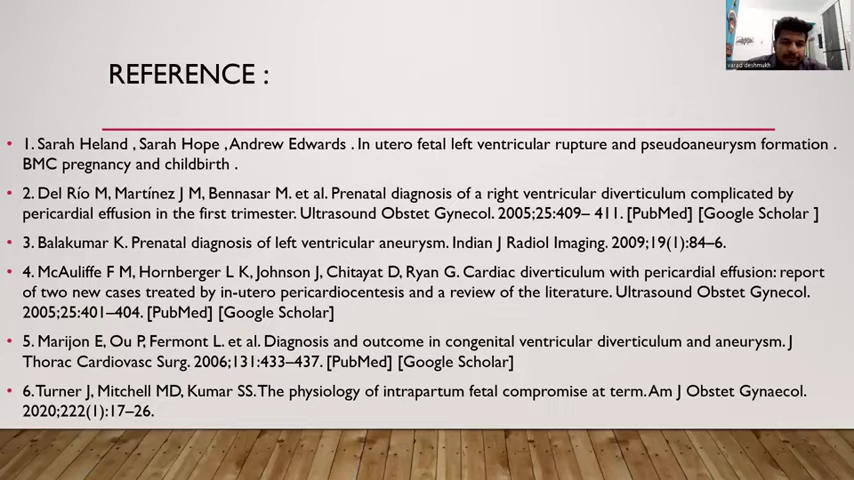 varad deshmukh
REFERENCE :
• 1. Sarah Heland , Sarah Hope , Andrew Edwards . In utero fetal left ventricular rupture and pseudoaneurysm formation .
BMC pregnancy and childbirth .
• 2. Del Río M, Martínez J M, Bennasar M. et al. Prenatal diagnosis of a right ventricular diverticulum complicated by
pericardial effusion in the first trimester. Ultrasound Obstet Gynecol. 2005;25:409– 411. [PubMed] [Google Scholar ]
• 3. Balakumar K. Prenatal diagnosis of left ventricular aneurysm. Indian J Radiol Imaging. 2009;19(1):84–6.
• 4. McAuliffe F M, Hornberger L K, Johnson J, Chitayat D, Ryan G. Cardiac diverticulum with pericardial effusion: report
of two new cases treated by in-utero pericardiocentesis and a review of the literature. Ultrasound Obstet Gynecol.
2005;25:401–404. [PubMed] [Google Scholar]
• 5. Marijon E, Ou P, Fermont L. et al. Diagnosis and outcome in congenital ventricular diverticulum and aneurysm. J
Thorac Cardiovasc Surg. 2006;131:433–437. [PubMed] [Google Scholar]
• 6. Turner J, Mitchell MD, Kumar SS. The physiology of intrapartum fetal compromise at term. Am J Obstet Gynaecol.
2020;222(1):17–26.